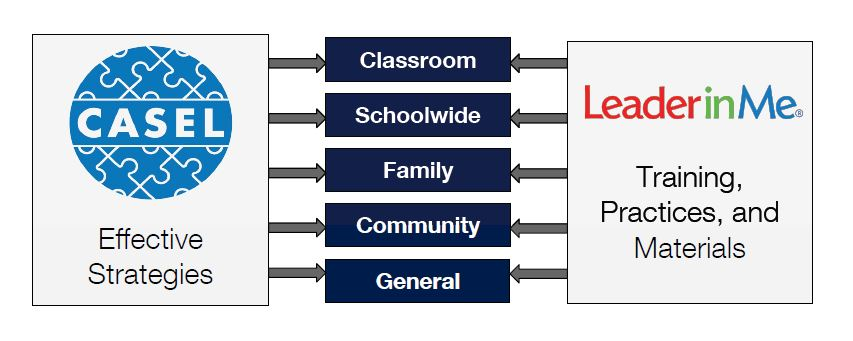 CASEL
Effective
Strategies
Classroom
Schoolwide
Family
Community
General
LeaderinMe®
Training,
Practices, and
Materials